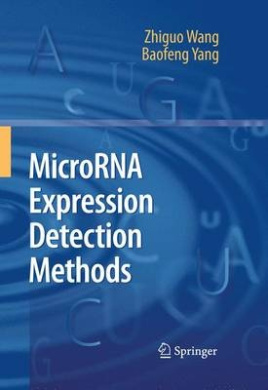 Zhiguo Wang
Baofeng Yang
MicroRNA
Expression
Detection
Methods
Springer